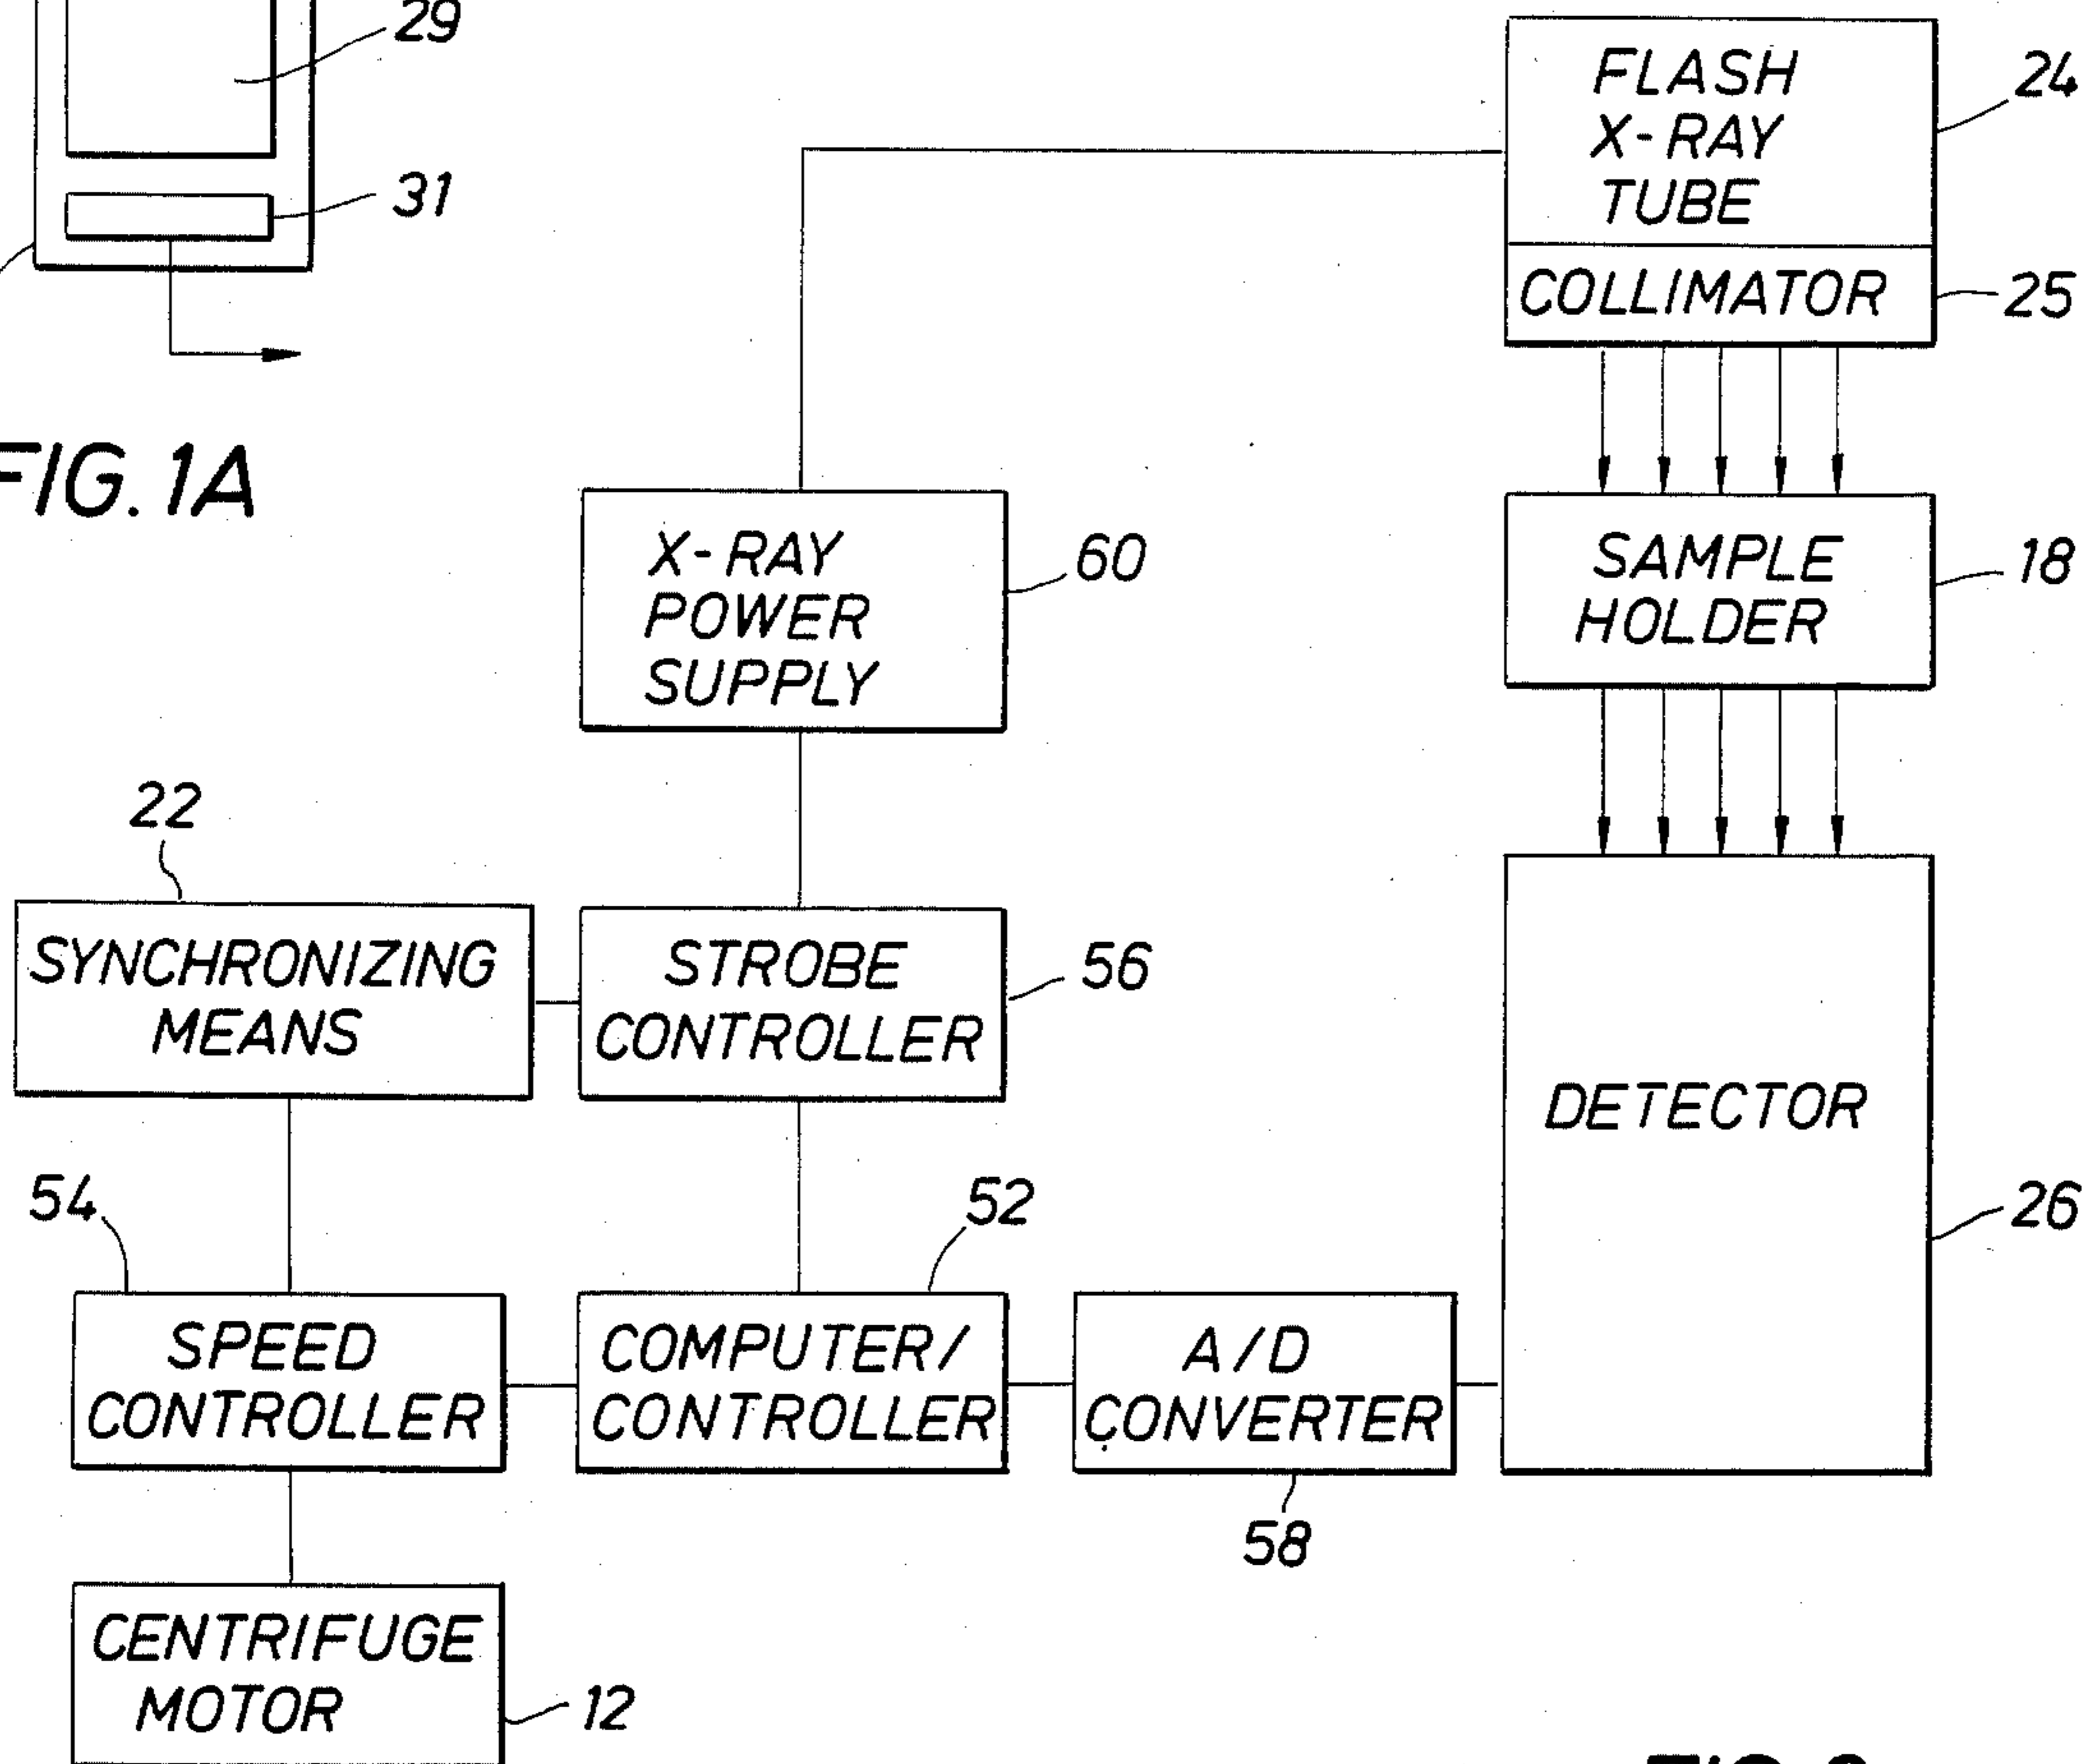 29
31
FIG. 1A
FLASH
X-RAY
TUBE
24
COLLIMATOR
25
X-RAY
POWER
SUPPLY
60
SAMPLE
HOLDER
18
22
SYNCHRONIZING
MEANS
STROBE
CONTROLLER
56
DETECTOR
26
54
SPEED
CONTROLLER
52
COMPUTER/
CONTROLLER
A/D
CONVERTER
58
CENTRIFUGE
MOTOR
12